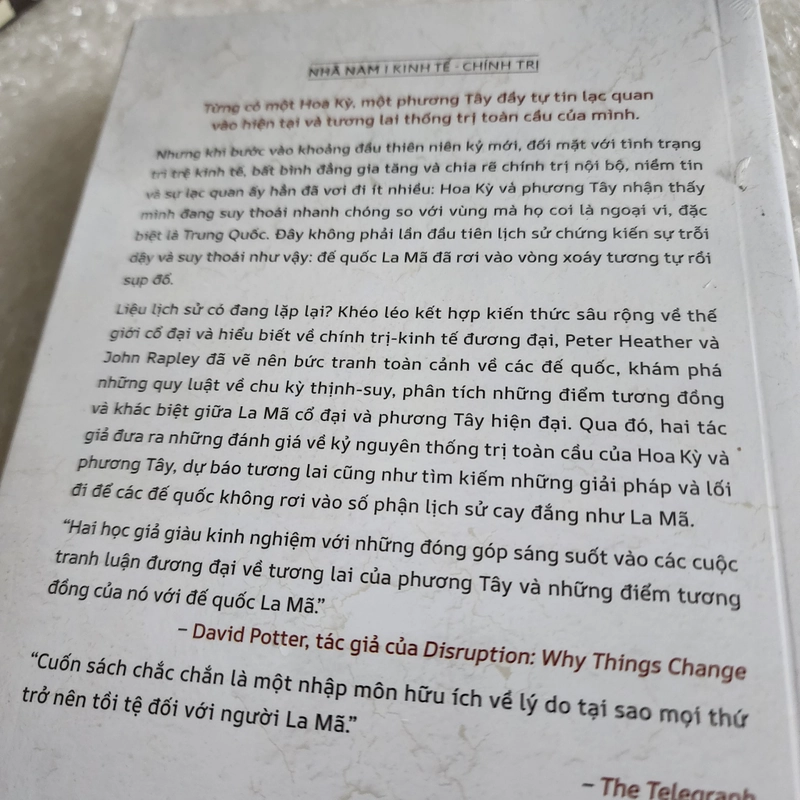 NHÃ NAM | KINH TẾ - CHÍNH TRỊ
Từng có một Hoa Kỳ, một phương Tây đầy tự tin lạc quan
vào hiện tại và tương lai thống trị toàn cầu của mình.
Nhưng khi bước vào khoảng đầu thiên niên kỷ mới, đối mặt với tình trạng
trì trệ kinh tế, bất bình đẳng gia tăng và chia rẽ chính trị nội bộ, niềm tin
và sự lạc quan ấy hẳn đã vơi đi ít nhiều: Hoa Kỳ và phương Tây nhận thấy
mình đang suy thoái nhanh chóng so với vùng mà họ coi là ngoại vi, đặc
biệt là Trung Quốc. Đây không phải lần đầu tiên lịch sử chứng kiến sự trỗi
dậy và suy thoái như vậy: đế quốc La Mã đã rơi vào vòng xoáy tương tự rồi
sụp đổ.
Liệu lịch sử có đang lặp lại? Khéo léo kết hợp kiến thức sâu rộng về thế
giới cổ đại và hiểu biết về chính trị-kinh tế đương đại, Peter Heather và
John Rapley đã vẽ nên bức tranh toàn cảnh về các đế quốc, khám phá
những quy luật về chu kỳ thịnh-suy, phân tích những điểm tương đồng
và khác biệt giữa La Mã cổ đại và phương Tây hiện đại. Qua đó, hai tác
giả đưa ra những đánh giá về kỷ nguyên thống trị toàn cầu của Hoa Kỳ và
phương Tây, dự báo tương lai cũng như tìm kiếm những giải pháp và lối
đi để các đế quốc không rơi vào số phận lịch sử cay đắng như La Mã.
“Hai học giả giàu kinh nghiệm với những đóng góp sáng suốt vào các cuộc
tranh luận đương đại về tương lai của phương Tây và những điểm tương
đồng của nó với đế quốc La Mã.”
– David Potter, tác giả của Disruption: Why Things Change
“Cuốn sách chắc chắn là một nhập môn hữu ích về lý do tại sao mọi thứ
trở nên tồi tệ đối với người La Mã.”
– The Telegraph